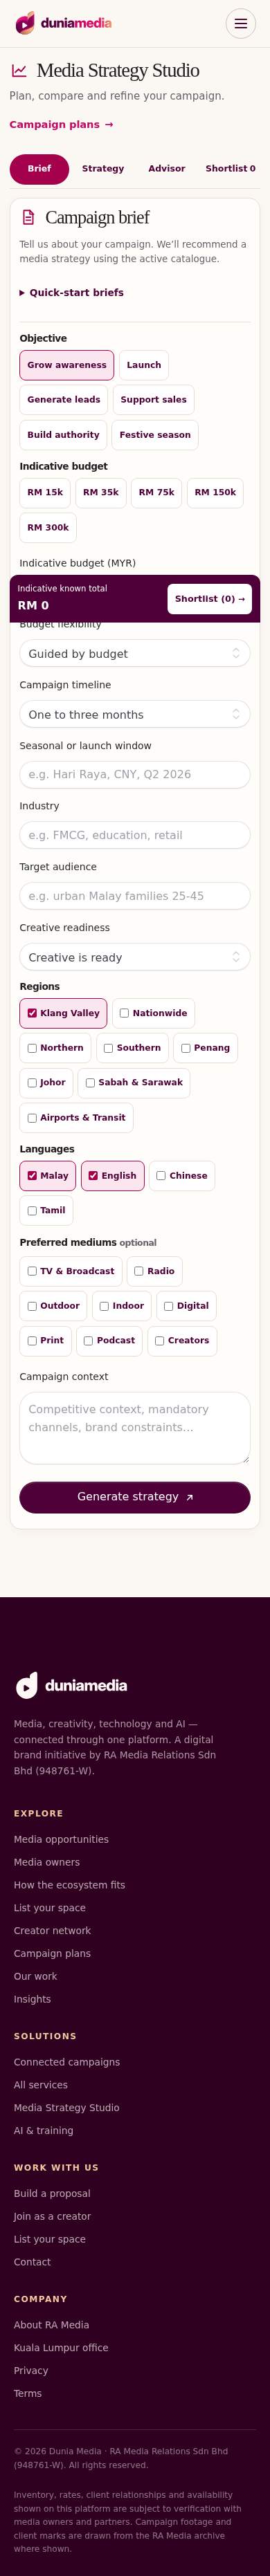 duniamedia
Media Strategy Studio
Plan, compare and refine your campaign.
Campaign plans →
Brief Strategy Advisor Shortlist 0
Campaign brief
Tell us about your campaign. We’ll recommend a
media strategy using the active catalogue.
▶ Quick-start briefs
Objective
Grow awareness Launch
Generate leads Support sales
Build authority Festive season
Indicative budget
RM 15k RM 35k RM 75k RM 150k
RM 300k
Indicative budget (MYR)
Indicative known total
RM 0
Shortlist (0) →
Budget flexibility
Guided by budget
Campaign timeline
One to three months
Seasonal or launch window
e.g. Hari Raya, CNY, Q2 2026
Industry
e.g. FMCG, education, retail
Target audience
e.g. urban Malay families 25-45
Creative readiness
Creative is ready
Regions
Klang Valley Nationwide
Northern Southern Penang
Johor Sabah & Sarawak
Airports & Transit
Languages
Malay English Chinese
Tamil
Preferred mediums optional
TV & Broadcast Radio
Outdoor Indoor Digital
Print Podcast Creators
Campaign context
Competitive context, mandatory
channels, brand constraints…
Generate strategy ↗
duniamedia
Media, creativity, technology and AI —
connected through one platform. A digital
brand initiative by RA Media Relations Sdn
Bhd (948761-W).
EXPLORE
Media opportunities
Media owners
How the ecosystem fits
List your space
Creator network
Campaign plans
Our work
Insights
SOLUTIONS
Connected campaigns
All services
Media Strategy Studio
AI & training
WORK WITH US
Build a proposal
Join as a creator
List your space
Contact
COMPANY
About RA Media
Kuala Lumpur office
Privacy
Terms
© 2026 Dunia Media · RA Media Relations Sdn Bhd
(948761-W). All rights reserved.
Inventory, rates, client relationships and availability
shown on this platform are subject to verification with
media owners and partners. Campaign footage and
client marks are drawn from the RA Media archive
where shown.